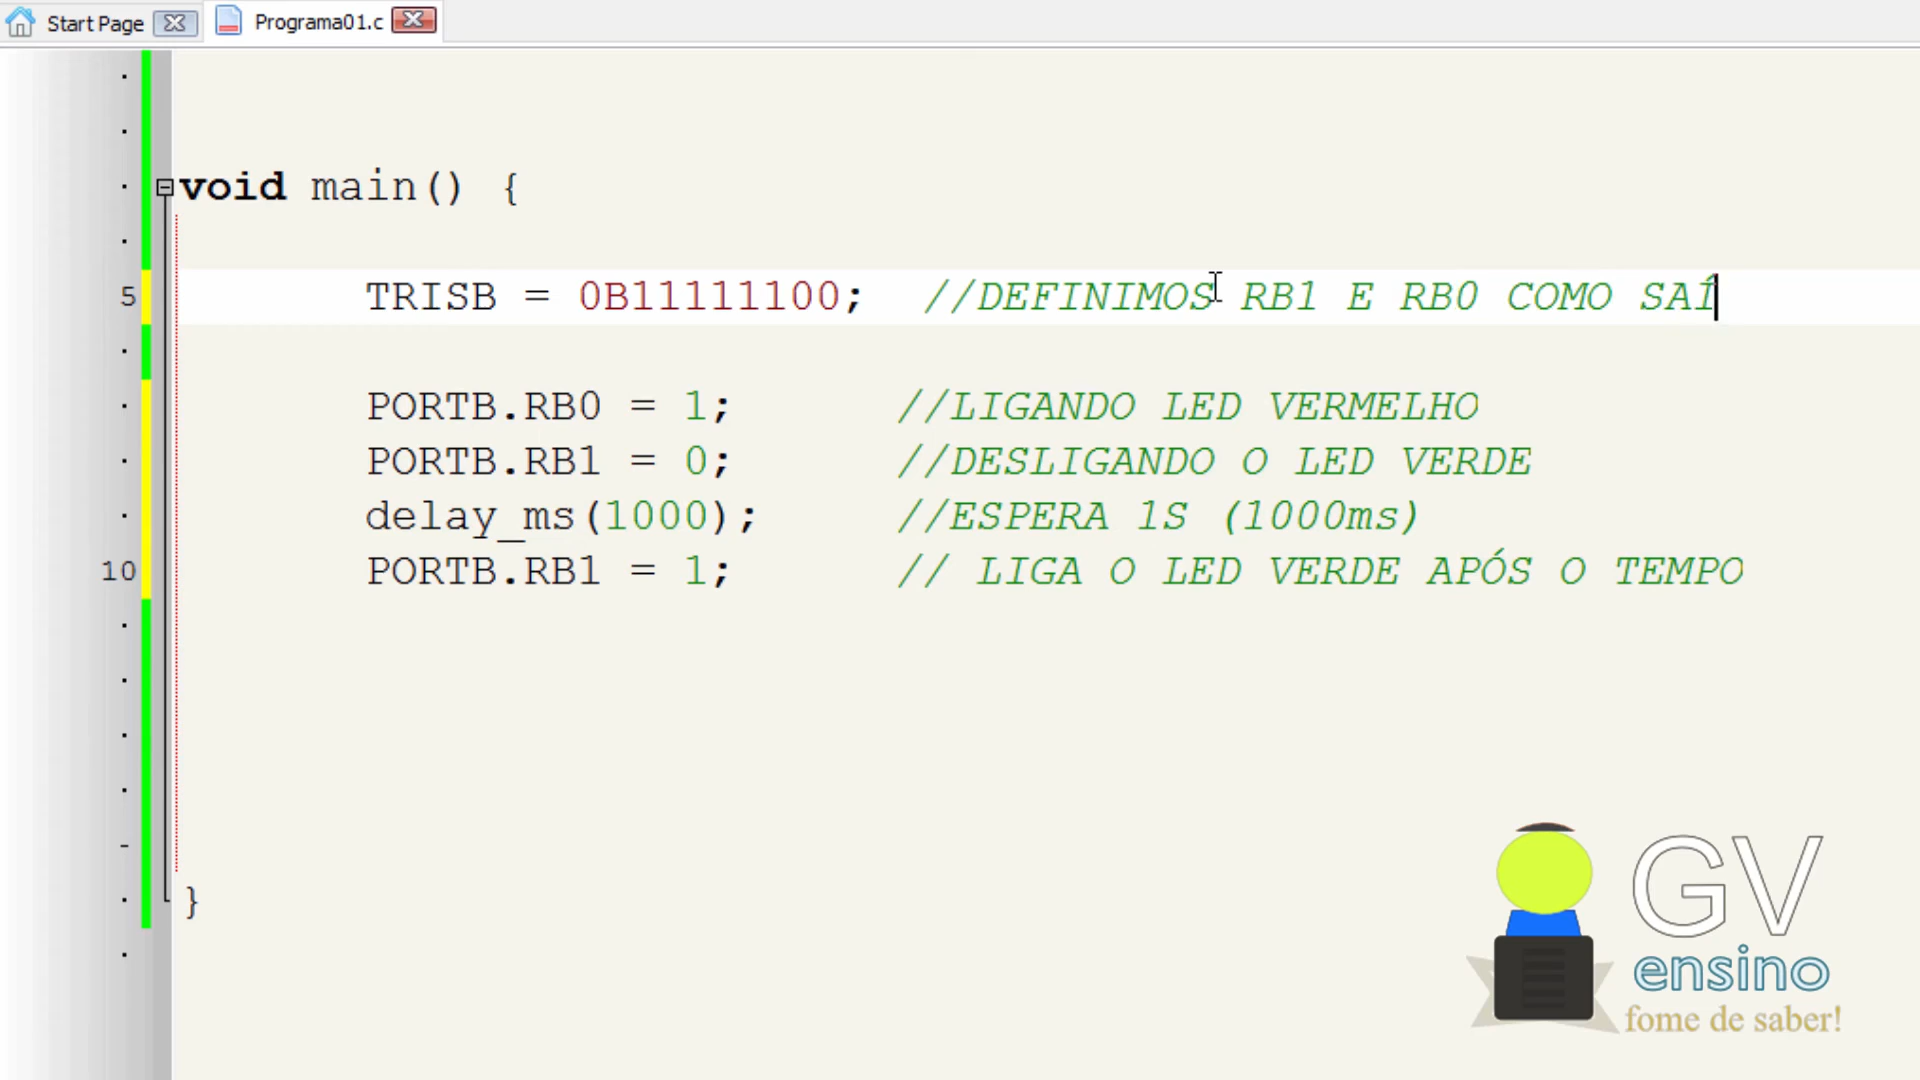 Start Page Programa01.c
void main() {
5 TRISB = 0B11111100; //DEFINIMOS RB1 E RB0 COMO SAÍ
PORTB.RB0 = 1; //LIGANDO LED VERMELHO
PORTB.RB1 = 0; //DESLIGANDO O LED VERDE
delay_ms(1000); //ESPERA 1S (1000ms)
10 PORTB.RB1 = 1; // LIGA O LED VERDE APÓS O TEMPO
}
GV
ensino
fome de saber!